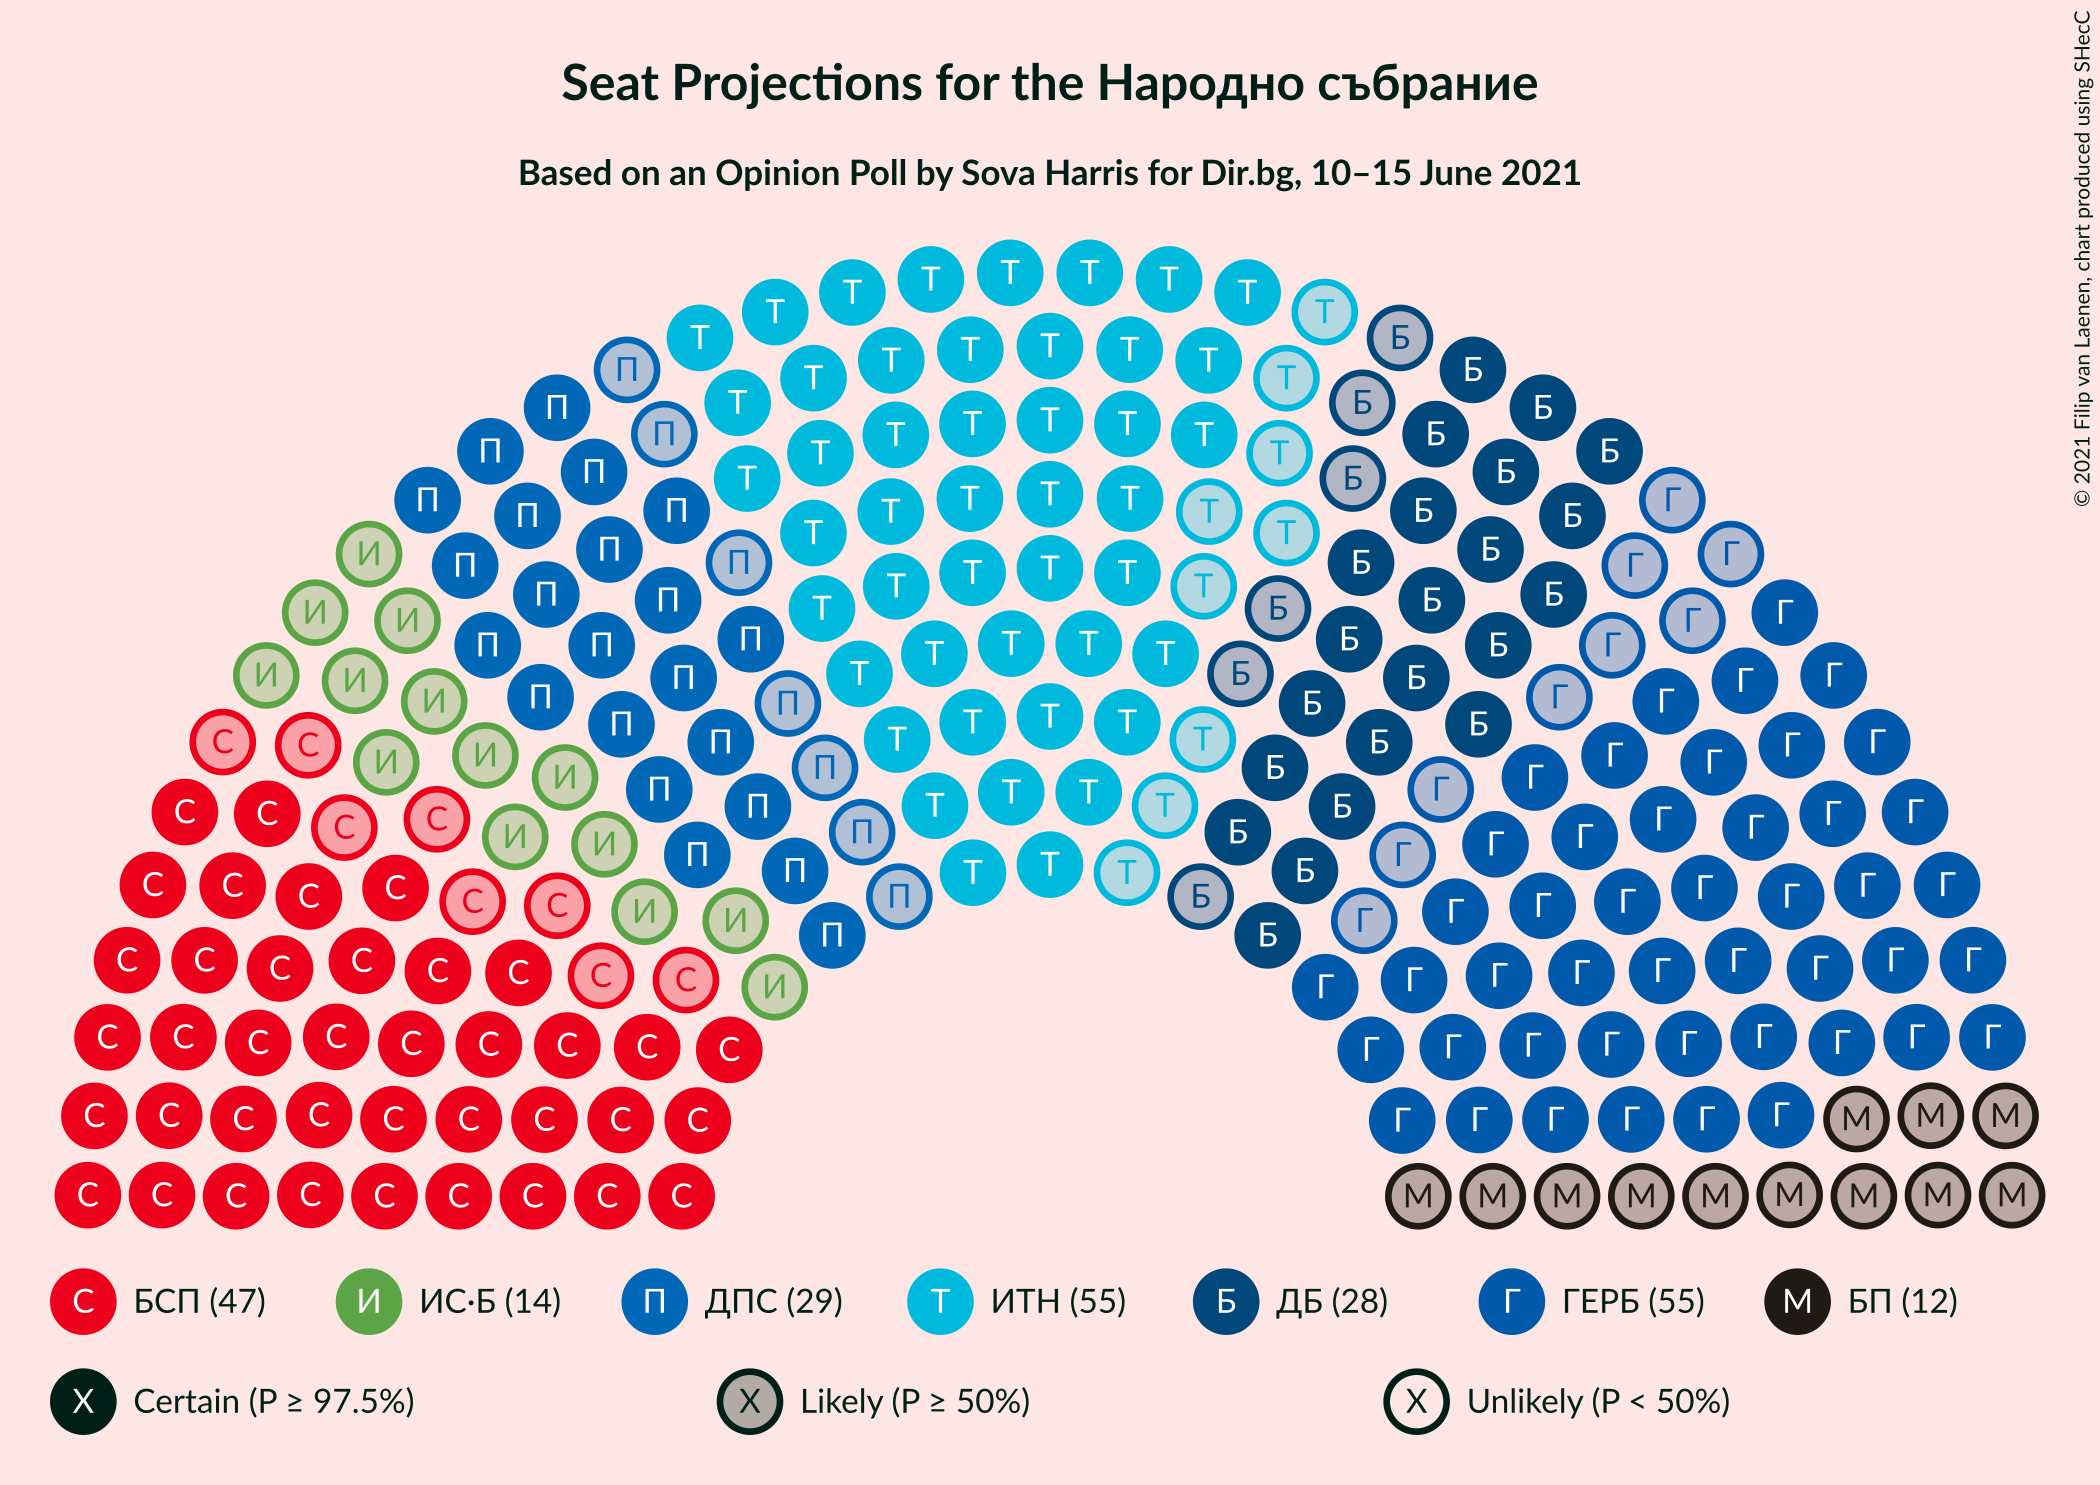 Seat Projections for the Народно събрание
Based on an Opinion Poll by Sova Harris for Dir.bg, 10–15 June 2021
© 2021 Filip van Laenen, chart produced using SHecC
С БСП (47) И ИС·Б (14) П ДПС (29) Т ИТН (55) Б ДБ (28) Г ГЕРБ (55) М БП (12)
X Certain (P ≥ 97.5%) X Likely (P ≥ 50%) X Unlikely (P < 50%)